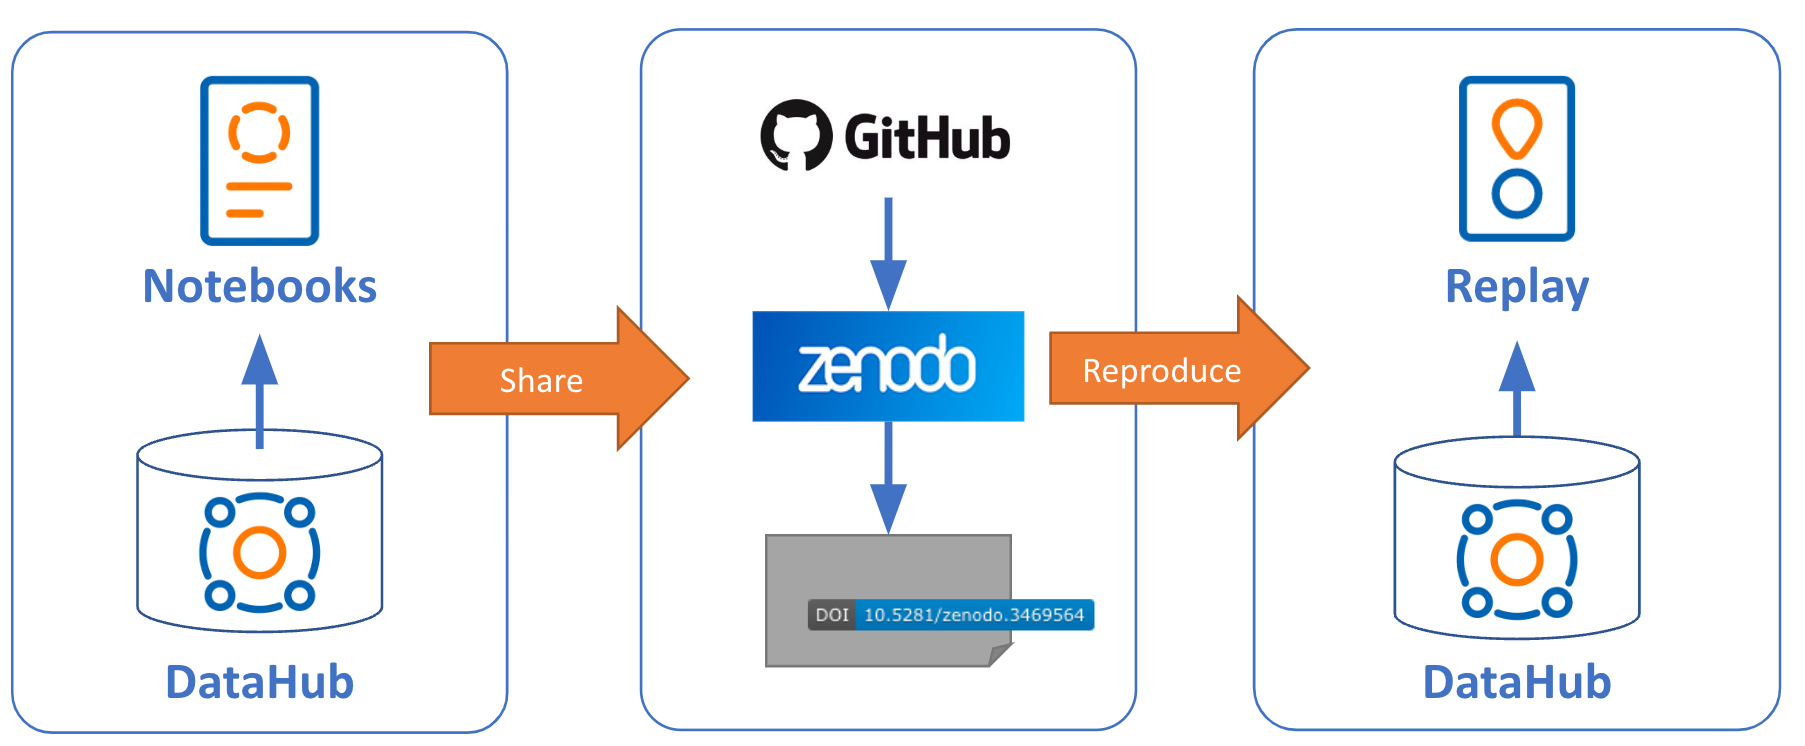 Notebooks
DataHub
Share
GitHub
zenodo
DOI 10.5281/zenodo.3469564
Reproduce
Replay
DataHub